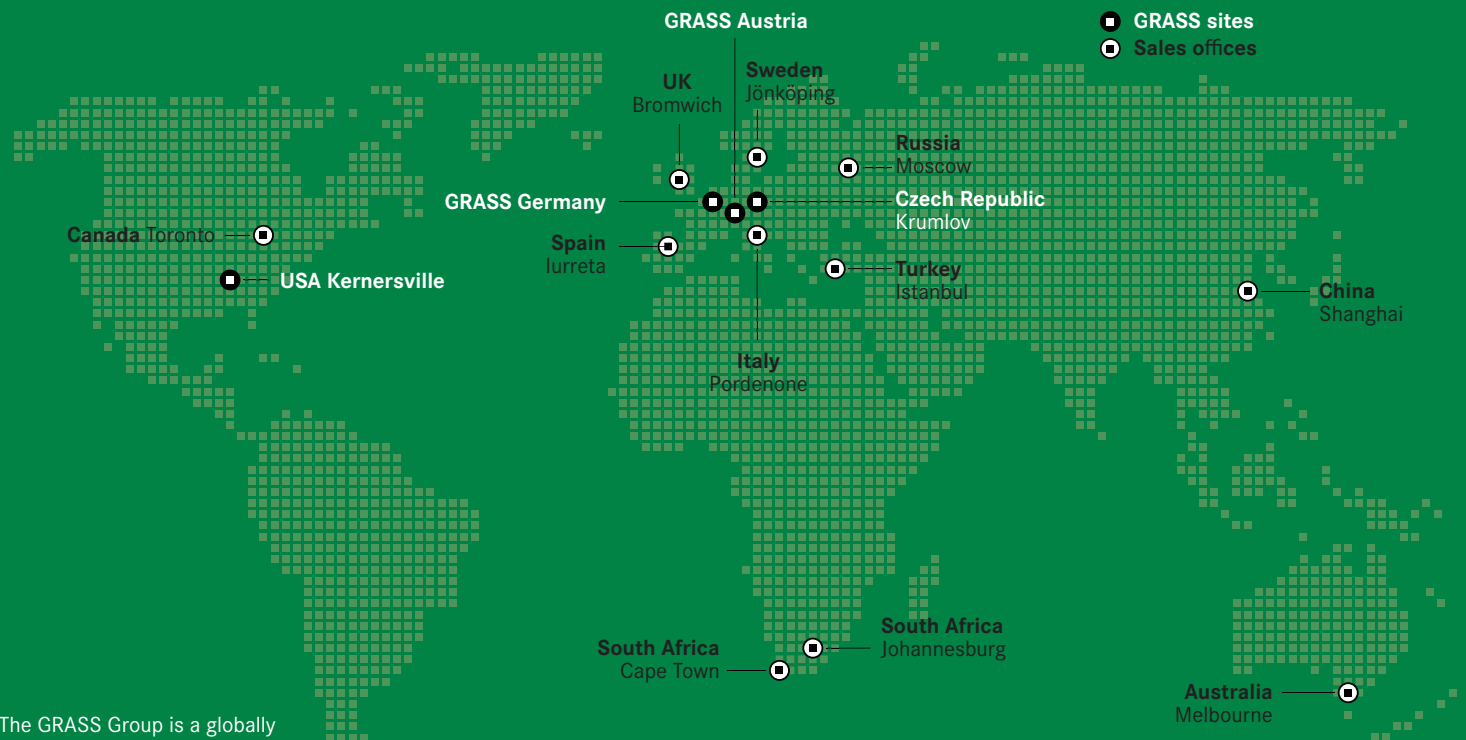 GRASS Austria
GRASS sites
Sales offices
UK
Bromwich
Sweden
Jönköping
Russia
Moscow
GRASS Germany
Czech Republic
Krumlov
Canada Toronto
Spain
Iurreta
USA Kernersville
Turkey
Istanbul
China
Shanghai
Italy
Pordenone
South Africa
Johannesburg
South Africa
Cape Town
Australia
Melbourne
The GRASS Group is a globally